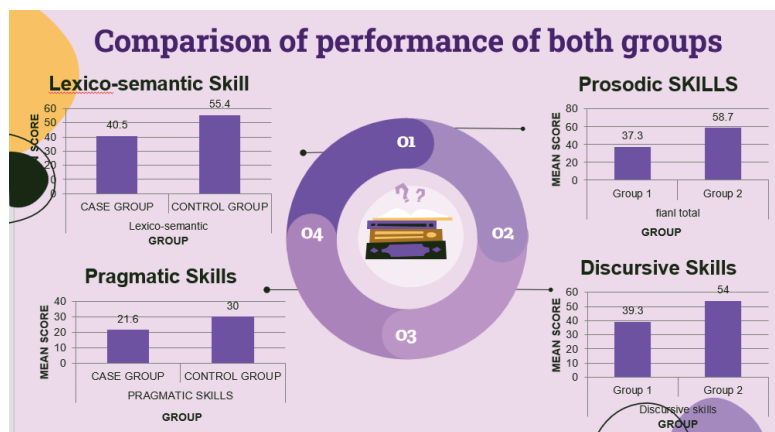 Comparison of performance of both groups
Lexico-semantic Skill
60
50
40
30
20
10
0
40.5
55.4
CASE GROUP CONTROL GROUP
Lexico-semantic
GROUP
Prosodic SKILLS
MEAN SCORE
80
60
40
20
0
37.3
58.7
Group 1 Group 2
fianl total
GROUP
01
02
03
04
? ?
Pragmatic Skills
MEAN SCORE
40
30
20
10
0
21.6
30
CASE GROUP CONTROL GROUP
PRAGMATIC SKILLS
GROUP
Discursive Skills
MEAN SCORE
60
50
40
30
20
10
0
39.3
54
Group 1 Group 2
Discursive skills
GROUP